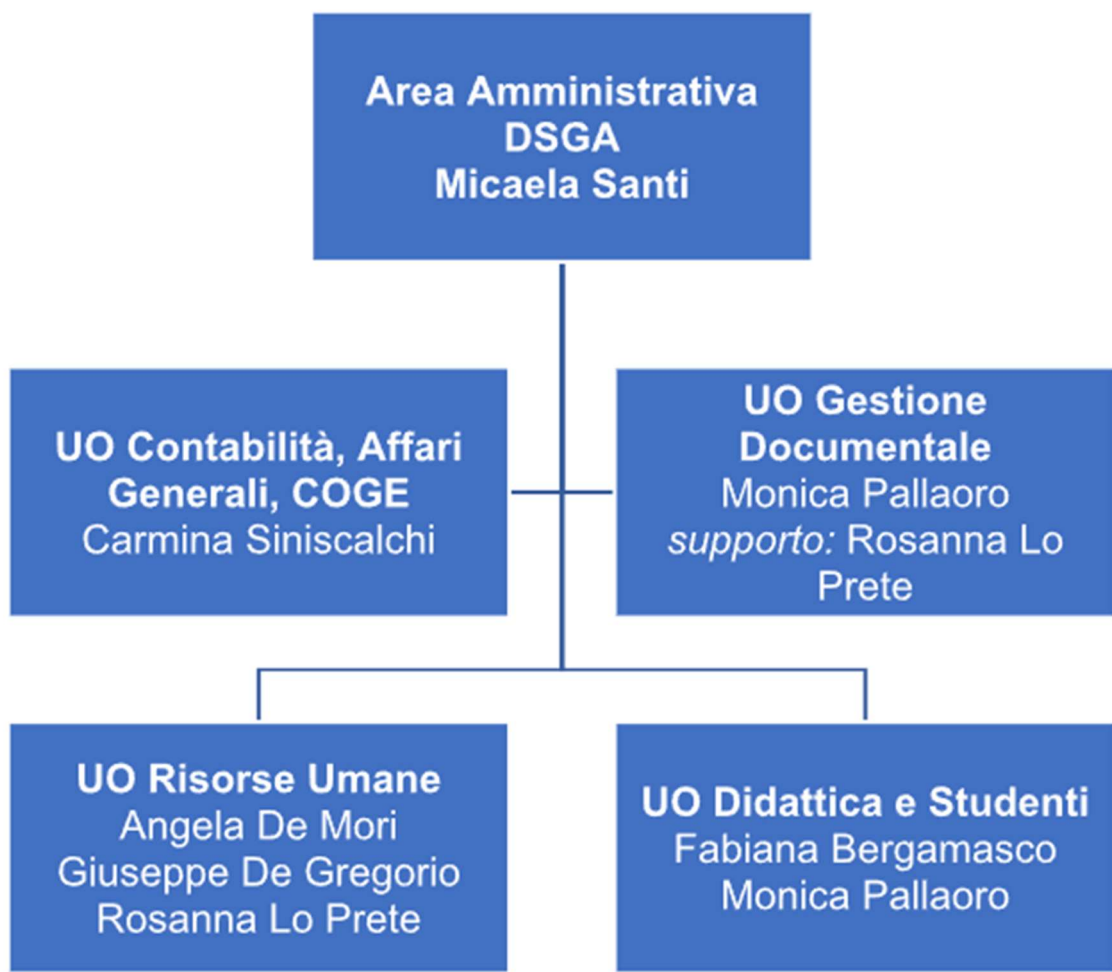 Area Amministrativa
DSGA
Micaela Santi
UO Contabilità, Affari
Generali, COGE
Carmina Siniscalchi
UO Gestione
Documentale
Monica Pallaoro
supporto: Rosanna Lo
Prete
UO Risorse Umane
Angela De Mori
Giuseppe De Gregorio
Rosanna Lo Prete
UO Didattica e Studenti
Fabiana Bergamasco
Monica Pallaoro